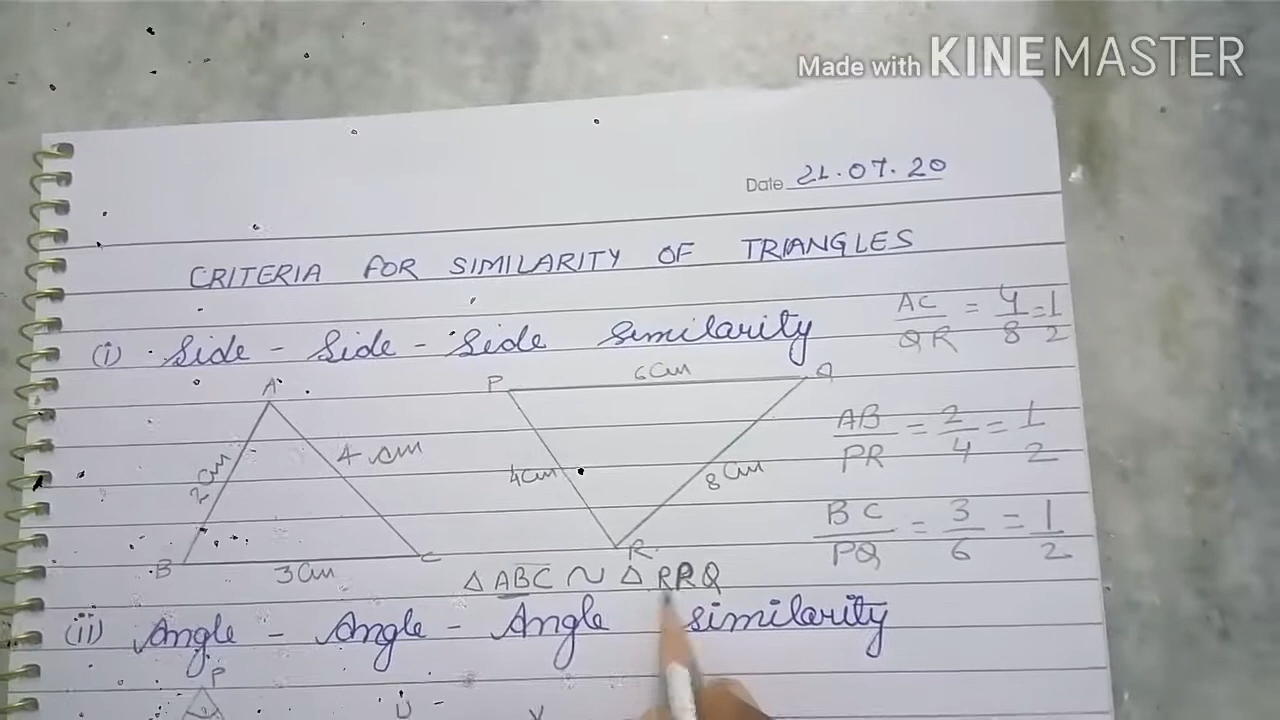 Made with KINEMASTER
Date 21.07.20
CRITERIA FOR SIMILARITY OF TRIANGLES
(i) Side - Side - Side Similarity
AC/QR = 4/8 = 1/2
A
P
6cm
Q
2cm
4 cm
4cm
8cm
AB/PR = 2/4 = 1/2
B
3cm
C
R
BC/PQ = 3/6 = 1/2
△ ABC ~ △ RQ
(ii) Angle - Angle - Angle similarity
P
U
V